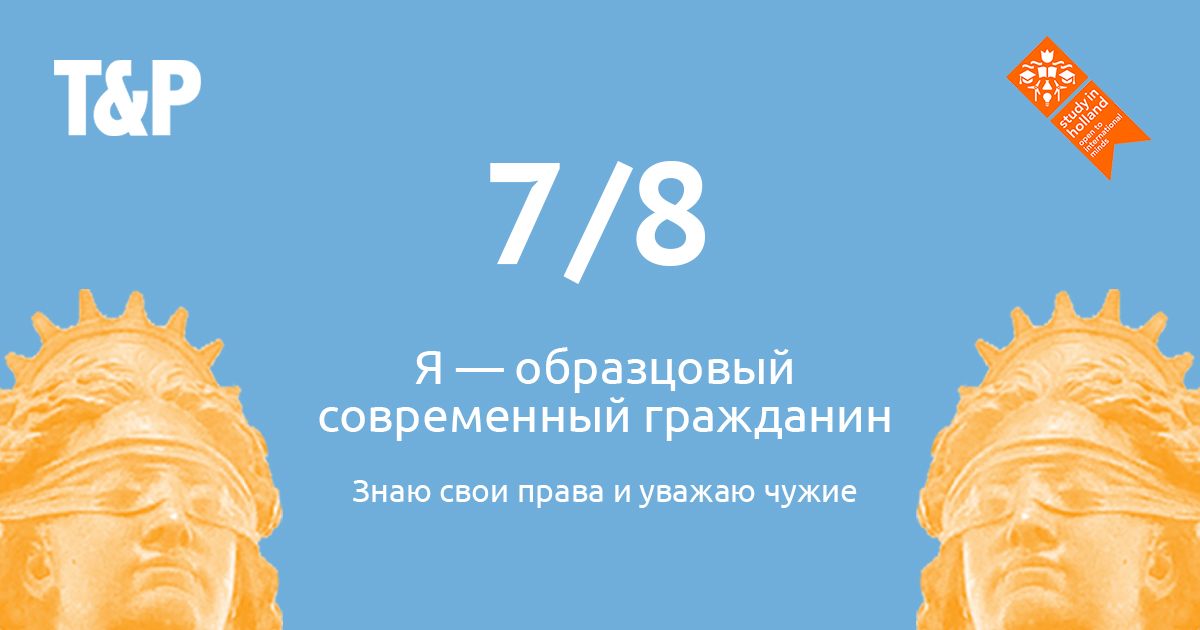 T&P
study in
holland
open to
international
minds
7/8
Я — образцовый
современный гражданин
Знаю свои права и уважаю чужие